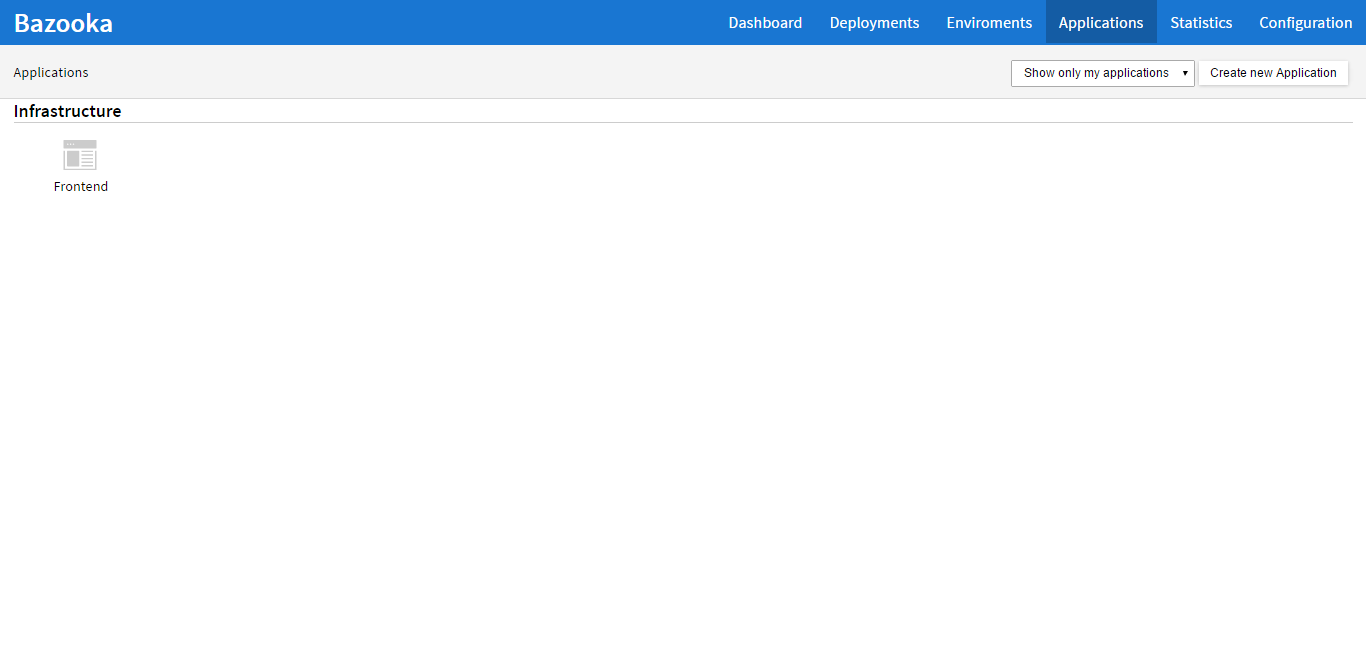 Bazooka Dashboard Deployments Enviroments Applications Statistics Configuration
Applications Show only my applications Create new Application
Infrastructure
Frontend